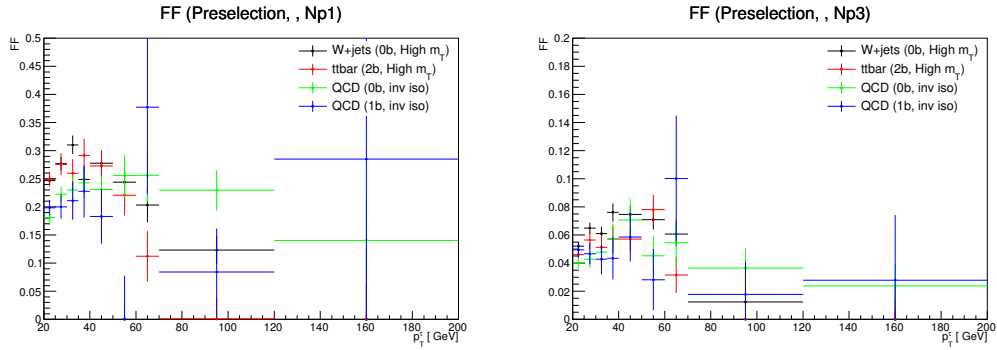 FF (Preselection, , Np1)
FF
0.5
0.45
0.4
0.35
0.3
0.25
0.2
0.15
0.1
0.05
0
W+jets (0b, High m_T)
ttbar (2b, High m_T)
QCD (0b, inv iso)
QCD (1b, inv iso)
20 40 60 80 100 120 140 160 180 200
p_T^τ [ GeV]
FF (Preselection, , Np3)
FF
0.2
0.18
0.16
0.14
0.12
0.1
0.08
0.06
0.04
0.02
0
W+jets (0b, High m_T)
ttbar (2b, High m_T)
QCD (0b, inv iso)
QCD (1b, inv iso)
20 40 60 80 100 120 140 160 180 200
p_T^τ [ GeV]